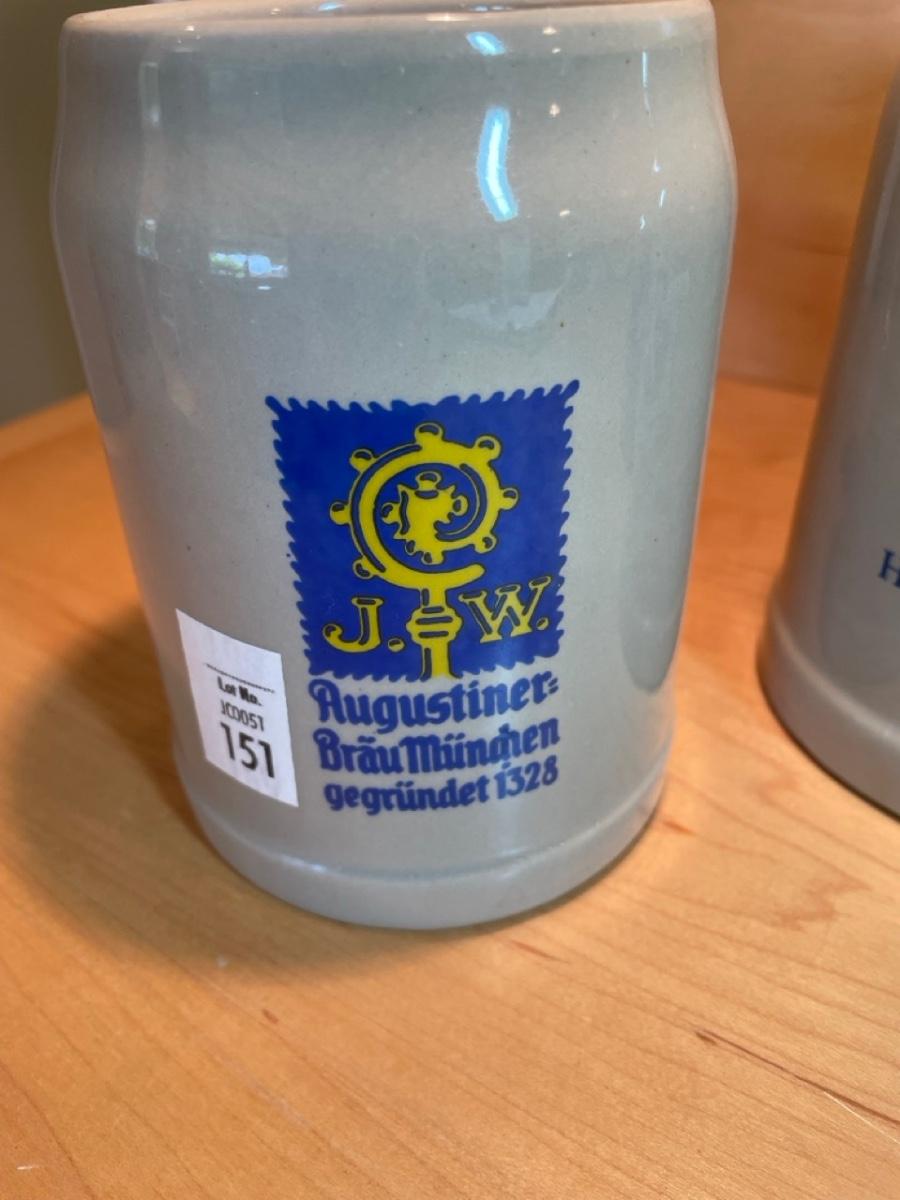 J. W.
Augustiner=
Bräu München
gegründet 1328
Lot No.
JC0051
151
H